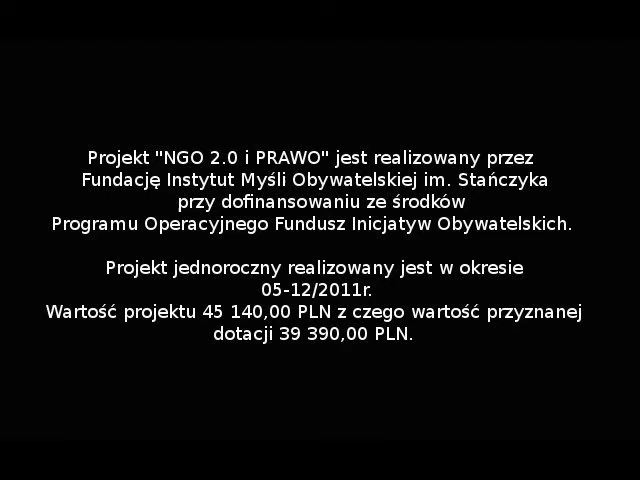 Projekt "NGO 2.0 i PRAWO" jest realizowany przez
Fundację Instytut Myśli Obywatelskiej im. Stańczyka
przy dofinansowaniu ze środków
Programu Operacyjnego Fundusz Inicjatyw Obywatelskich.
Projekt jednoroczny realizowany jest w okresie
05-12/2011r.
Wartość projektu 45 140,00 PLN z czego wartość przyznanej
dotacji 39 390,00 PLN.